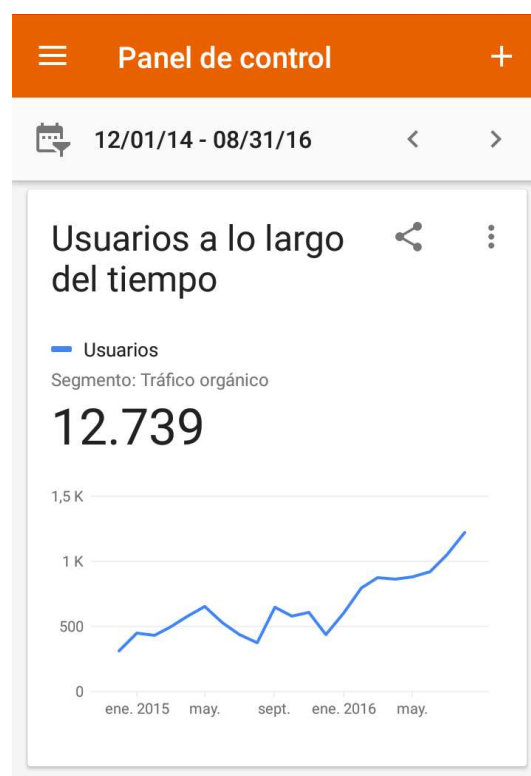 Panel de control
12/01/14 - 08/31/16
Usuarios a lo largo
del tiempo
Usuarios
Segmento: Tráfico orgánico
12.739
1,5 K
1 K
500
0
ene. 2015 may. sept. ene. 2016 may.